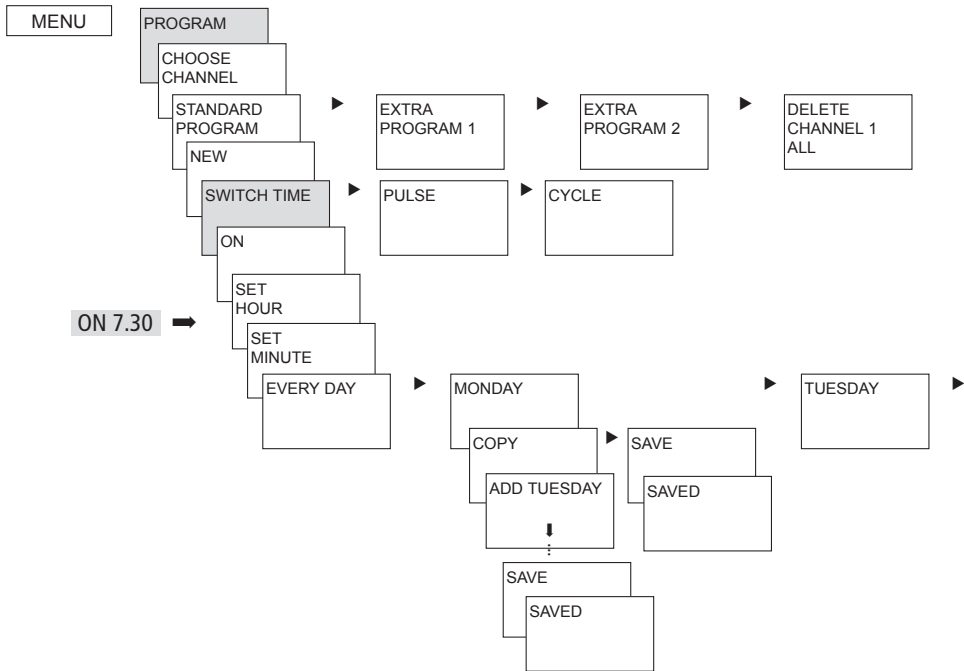 MENU
PROGRAM
CHOOSE
CHANNEL
STANDARD
PROGRAM
EXTRA
PROGRAM 1
EXTRA
PROGRAM 2
DELETE
CHANNEL 1
ALL
NEW
SWITCH TIME
PULSE
CYCLE
ON
SET
HOUR
ON 7.30
SET
MINUTE
EVERY DAY
MONDAY
TUESDAY
COPY
SAVE
ADD TUESDAY
SAVED
SAVE
SAVED